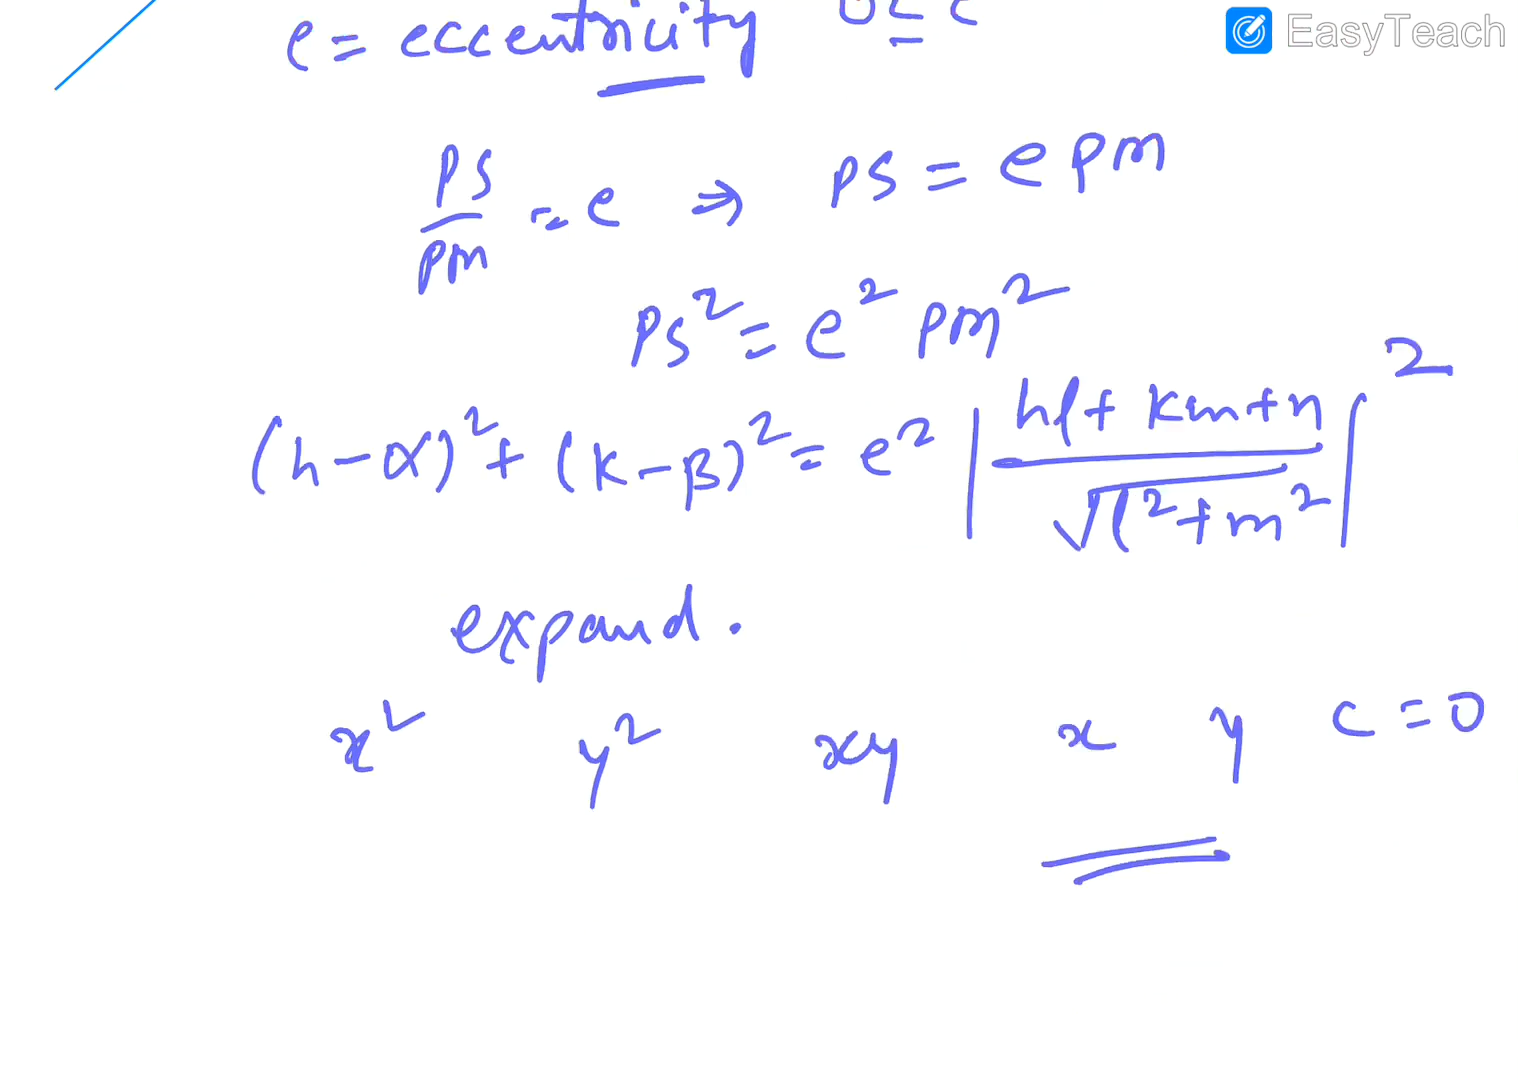 EasyTeach
e = eccentricity
PS/PM = e ⇒ PS = e PM
PS² = e² PM²
(h-α)² + (k-β)² = e² | (hl + km + n) / √(l² + m²) |²
expand.
x² y² xy x y c = 0